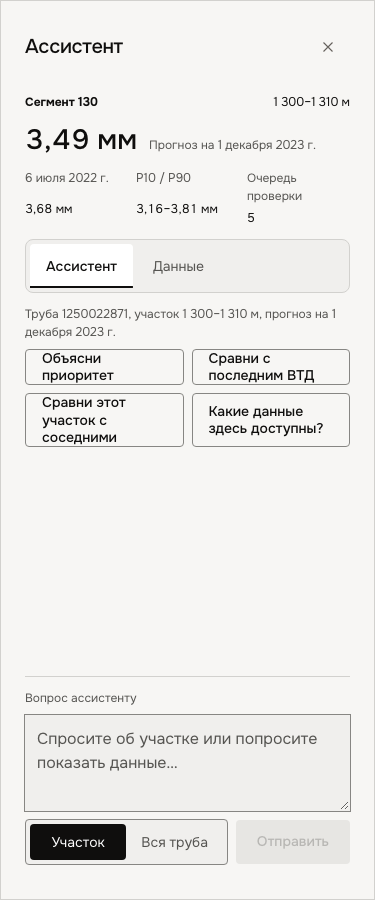 Ассистент
Сегмент 130
1 300–1 310 м
3,49 мм
Прогноз на 1 декабря 2023 г.
6 июля 2022 г.
P10 / P90
Очередь
проверки
3,68 мм
3,16–3,81 мм
5
Ассистент
Данные
Труба 1250022871, участок 1 300–1 310 м, прогноз на 1
декабря 2023 г.
Объясни
приоритет
Сравни с
последним ВТД
Сравни этот
участок с
соседними
Какие данные
здесь доступны?
Вопрос ассистенту
Спросите об участке или попросите
показать данные...
Участок
Вся труба
Отправить